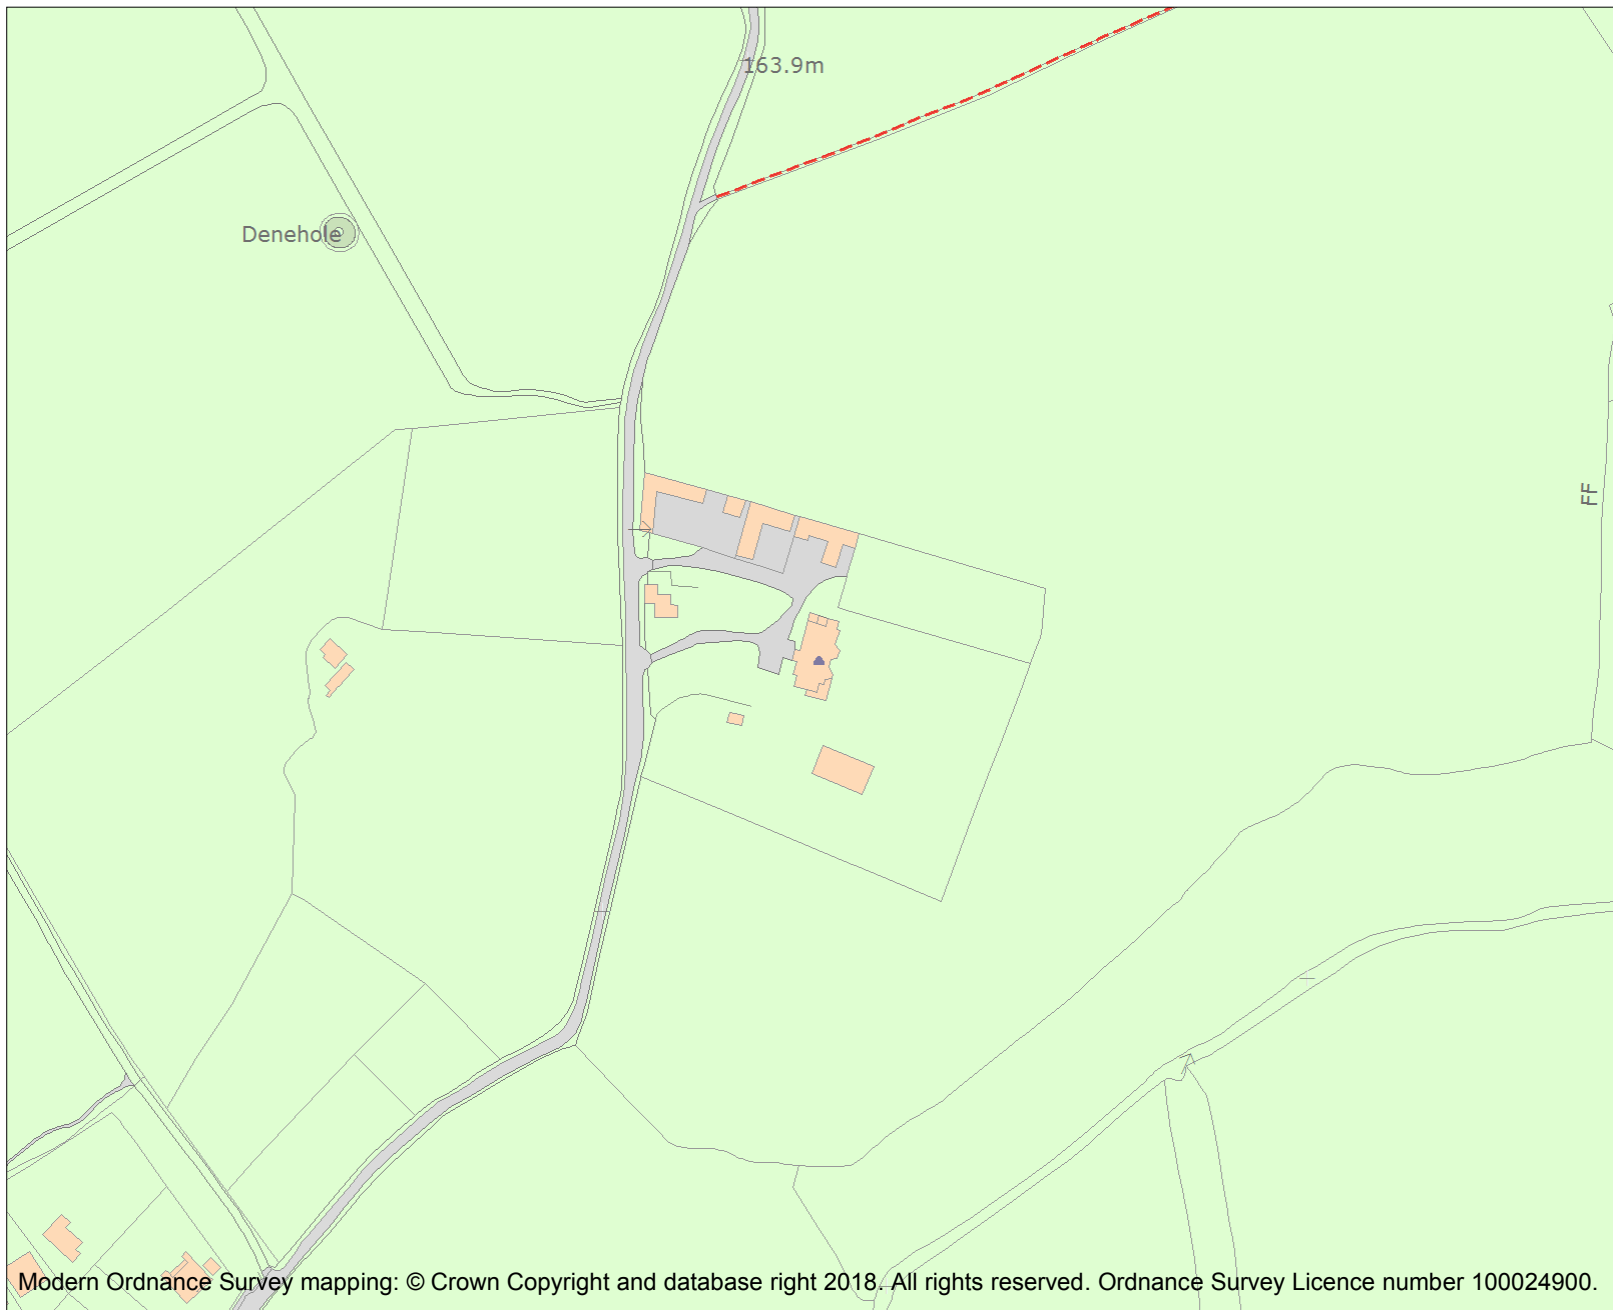 163.9m
Denehole
FF
Modern Ordnance Survey mapping: © Crown Copyright and database right 2018. All rights reserved. Ordnance Survey Licence number 100024900.